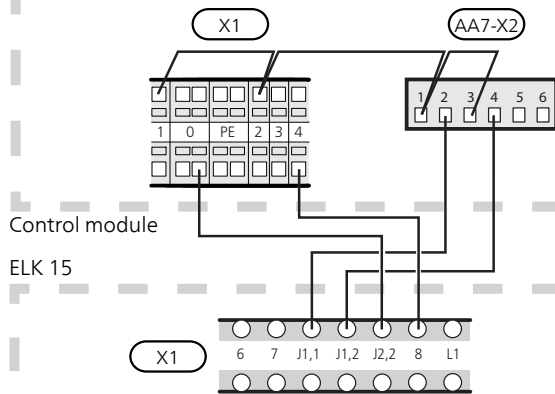 X1
AA7-X2
1 2 3 4 5 6
1 0 PE 2 3 4
Control module
ELK 15
X1
6 7 J1,1 J1,2 J2,2 8 L1